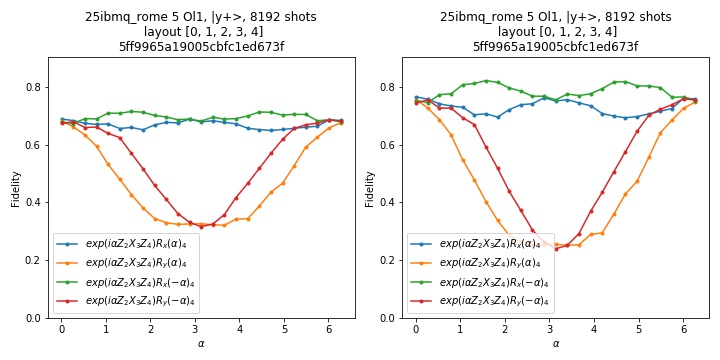 25ibmq_rome 5 Ol1, |y+>, 8192 shots
layout [0, 1, 2, 3, 4]
5ff9965a19005cbfc1ed673f
Fidelity
0.8
0.6
0.4
0.2
0.0
exp(iαZ₂X₃Z₄)Rₓ(α)₄
exp(iαZ₂X₃Z₄)Rᵧ(α)₄
exp(iαZ₂X₃Z₄)Rₓ(−α)₄
exp(iαZ₂X₃Z₄)Rᵧ(−α)₄
0 1 2 3 4 5 6
α
25ibmq_rome 5 Ol1, |y+>, 8192 shots
layout [0, 1, 2, 3, 4]
5ff9965a19005cbfc1ed673f
Fidelity
0.8
0.6
0.4
0.2
0.0
exp(iαZ₂X₃Z₄)Rₓ(α)₄
exp(iαZ₂X₃Z₄)Rᵧ(α)₄
exp(iαZ₂X₃Z₄)Rₓ(−α)₄
exp(iαZ₂X₃Z₄)Rᵧ(−α)₄
0 1 2 3 4 5 6
α